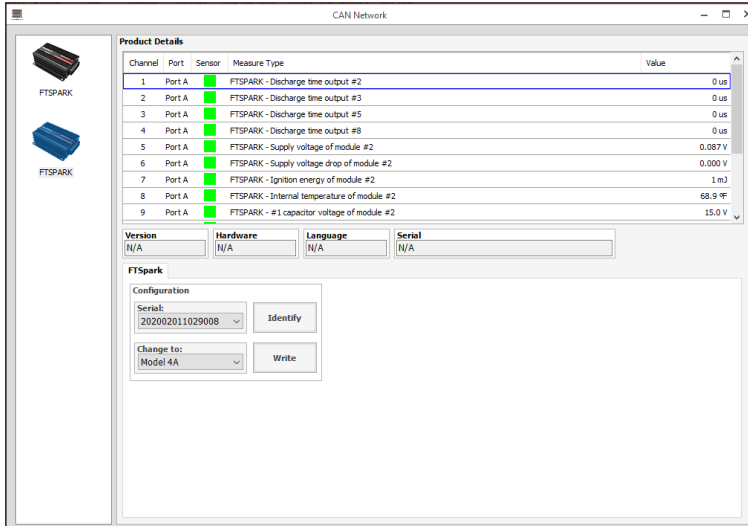 CAN Network
FTSPARK
FTSPARK
Product Details
Channel Port Sensor Measure Type Value
1 Port A FTSPARK - Discharge time output #2 0 us
2 Port A FTSPARK - Discharge time output #3 0 us
3 Port A FTSPARK - Discharge time output #5 0 us
4 Port A FTSPARK - Discharge time output #8 0 us
5 Port A FTSPARK - Supply voltage of module #2 0.087 V
6 Port A FTSPARK - Supply voltage drop of module #2 0.000 V
7 Port A FTSPARK - Ignition energy of module #2 1 mJ
8 Port A FTSPARK - Internal temperature of module #2 68.9 ºF
9 Port A FTSPARK - #1 capacitor voltage of module #2 15.0 V
Version Hardware Language Serial
N/A N/A N/A N/A
FTSpark
Configuration
Serial:
202002011029008 Identify
Change to:
Model 4A Write